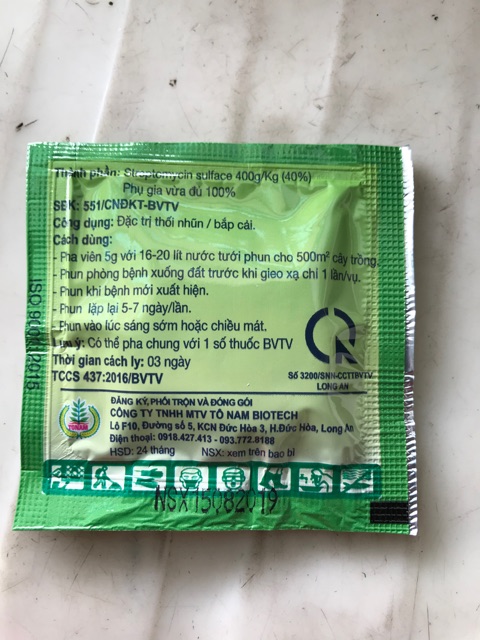 Thành phần: Streptomycin sulface 400g/Kg (40%)
Phụ gia vừa đủ 100%
SĐK: 551/CNĐKT-BVTV
Công dụng: Đặc trị thối nhũn / bắp cải.
Cách dùng:
- Pha viên 5g với 16-20 lít nước tưới phun cho 500m² cây trồng
- Phun phòng bệnh xuống đất trước khi gieo xạ chỉ 1 lần/vụ.
- Phun khi bệnh mới xuất hiện.
- Phun lặp lại 5-7 ngày/lần.
- Phun vào lúc sáng sớm hoặc chiều mát.
Lưu ý: Có thể pha chung với 1 số thuốc BVTV
Thời gian cách ly: 03 ngày
TCCS 437:2016/BVTV
Số 3200/SNN-CCTTBVTV
LONG AN
ĐĂNG KÝ, PHỐI TRỘN VÀ ĐÓNG GÓI
CÔNG TY TNHH MTV TÔ NAM BIOTECH
Lô F10, Đường số 5, KCN Đức Hòa 3, H.Đức Hòa, Long An
Điện thoại: 0918.427.413 - 093.772.8188
HSD: 24 tháng NSX: xem trên bao bì
TONAM
NSX15082019